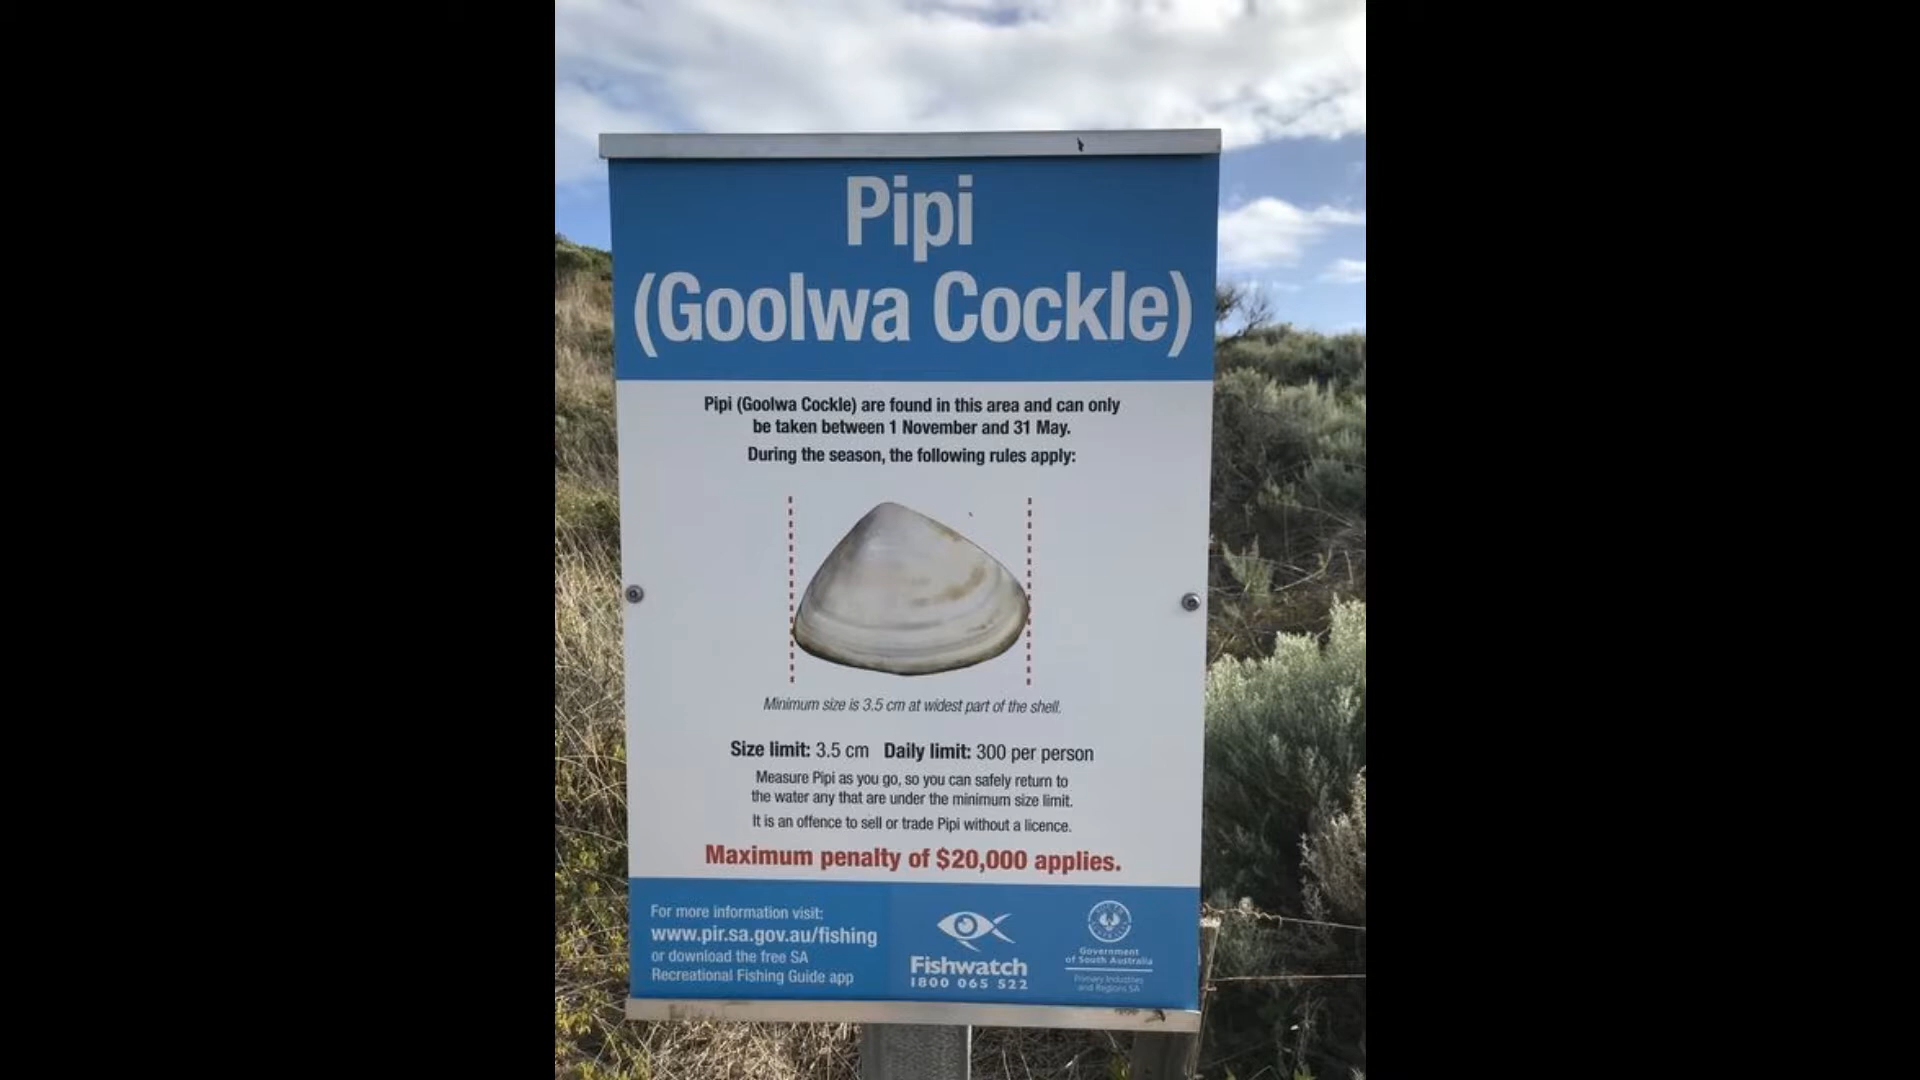 Pipi
(Goolwa Cockle)
Pipi (Goolwa Cockle) are found in this area and can only
be taken between 1 November and 31 May.
During the season, the following rules apply:
Minimum size is 3.5 cm at widest part of the shell.
Size limit: 3.5 cm Daily limit: 300 per person
Measure Pipi as you go, so you can safely return to
the water any that are under the minimum size limit.
It is an offence to sell or trade Pipi without a licence.
Maximum penalty of $20,000 applies.
For more information visit:
www.pir.sa.gov.au/fishing
or download the free SA
Recreational Fishing Guide app
Fishwatch
1800 065 522
Government
of South Australia
Primary Industries
and Regions SA